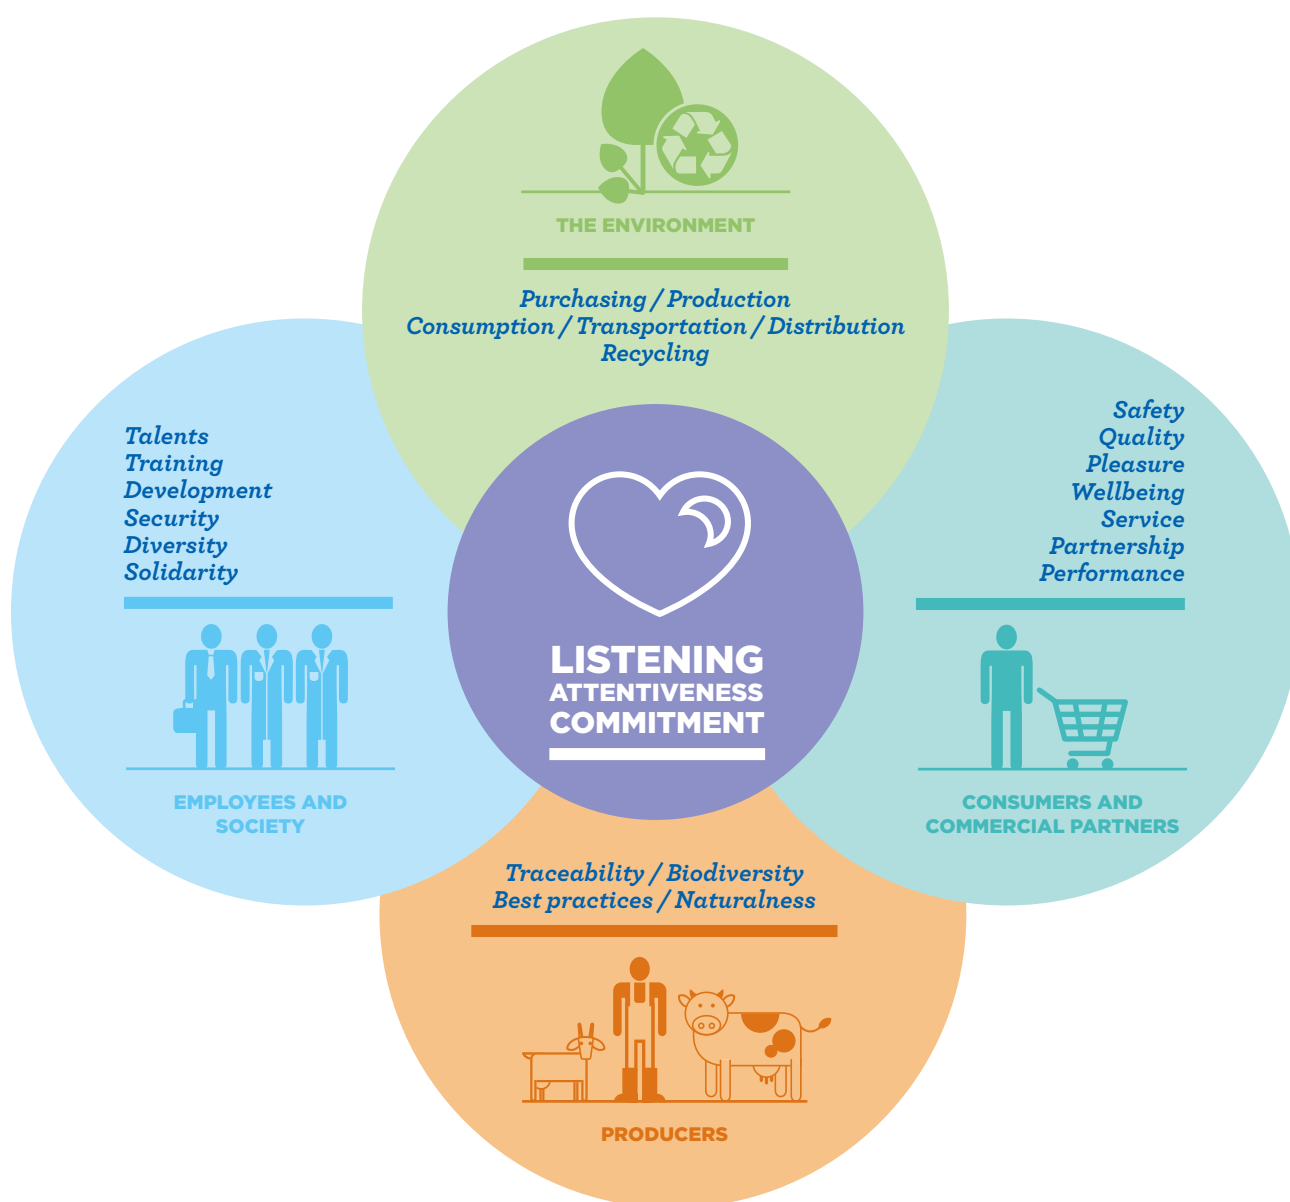 THE ENVIRONMENT
Purchasing / Production
Consumption / Transportation / Distribution
Recycling
Talents
Training
Development
Security
Diversity
Solidarity
EMPLOYEES AND
SOCIETY
LISTENING
ATTENTIVENESS
COMMITMENT
Safety
Quality
Pleasure
Wellbeing
Service
Partnership
Performance
CONSUMERS AND
COMMERCIAL PARTNERS
Traceability / Biodiversity
Best practices / Naturalness
PRODUCERS